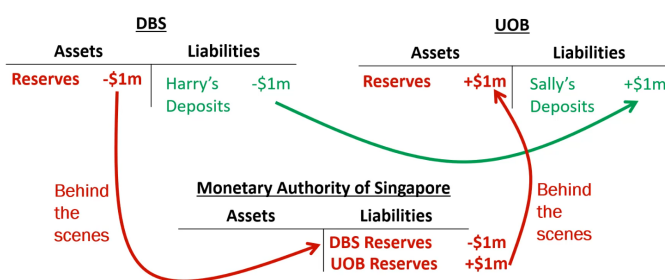 DBS
Assets Liabilities
Reserves -$1m Harry's -$1m
Deposits
UOB
Assets Liabilities
Reserves +$1m Sally's +$1m
Deposits
Behind
the
scenes
Monetary Authority of Singapore
Assets Liabilities
DBS Reserves -$1m
UOB Reserves +$1m
Behind
the
scenes